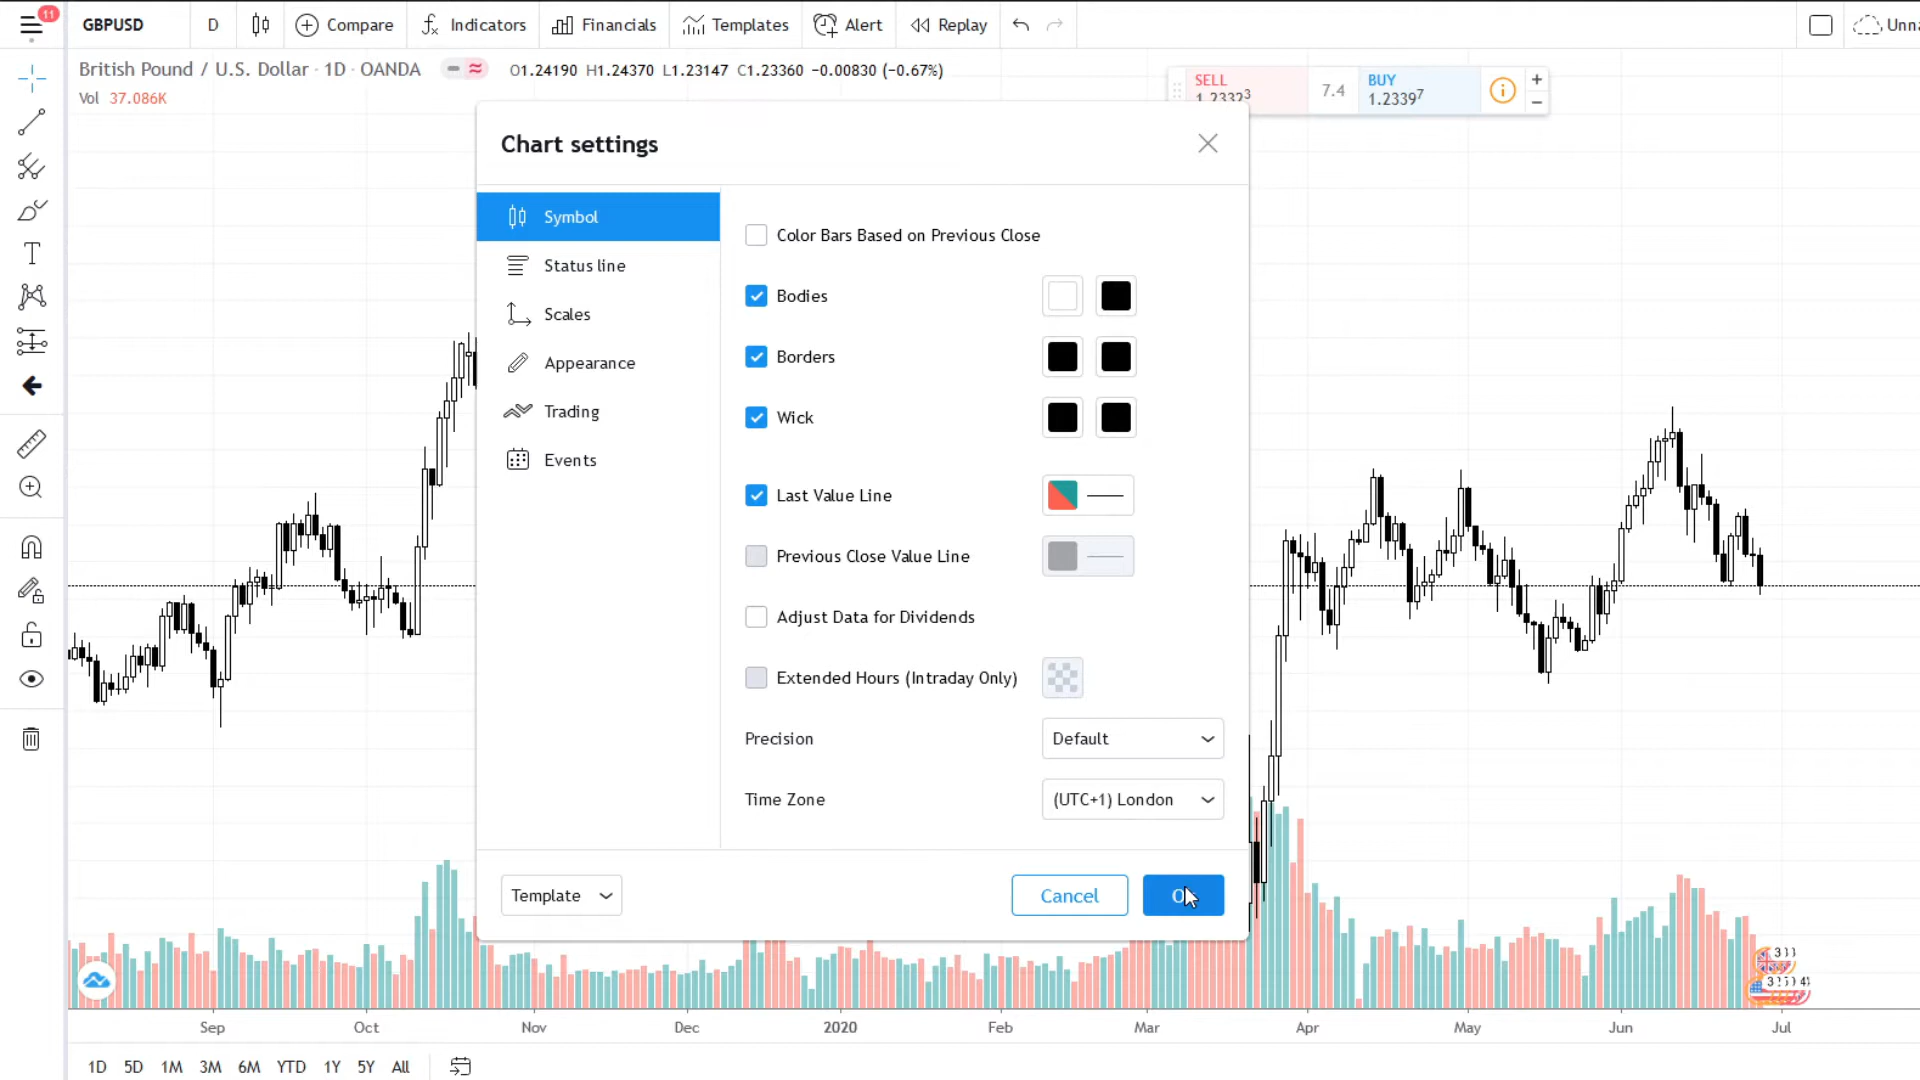 11
GBPUSD D Compare Indicators Financials Templates Alert Replay
British Pound / U.S. Dollar · 1D · OANDA O1.24190 H1.24370 L1.23147 C1.23360 −0.00830 (−0.67%)
Vol 37.086K
SELL
1.23323
7.4
BUY
1.23397
Chart settings
Symbol
Status line
Scales
Appearance
Trading
Events
Color Bars Based on Previous Close
Bodies
Borders
Wick
Last Value Line
Previous Close Value Line
Adjust Data for Dividends
Extended Hours (Intraday Only)
Precision Default
Time Zone (UTC+1) London
Template Cancel
Sep Oct Nov Dec 2020 Feb Mar Apr May Jun Jul
1D 5D 1M 3M 6M YTD 1Y 5Y All